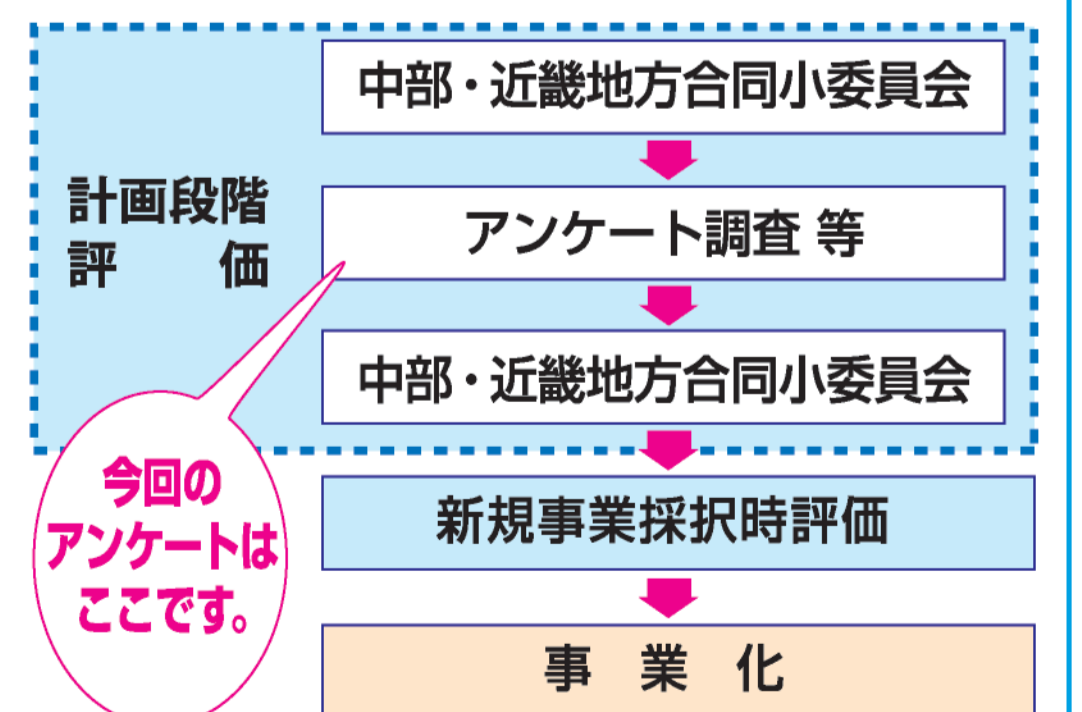 中部・近畿地方合同小委員会
計画段階
評　価
アンケート調査 等
中部・近畿地方合同小委員会
今回の
アンケートは
ここです。
新規事業採択時評価
事　業　化